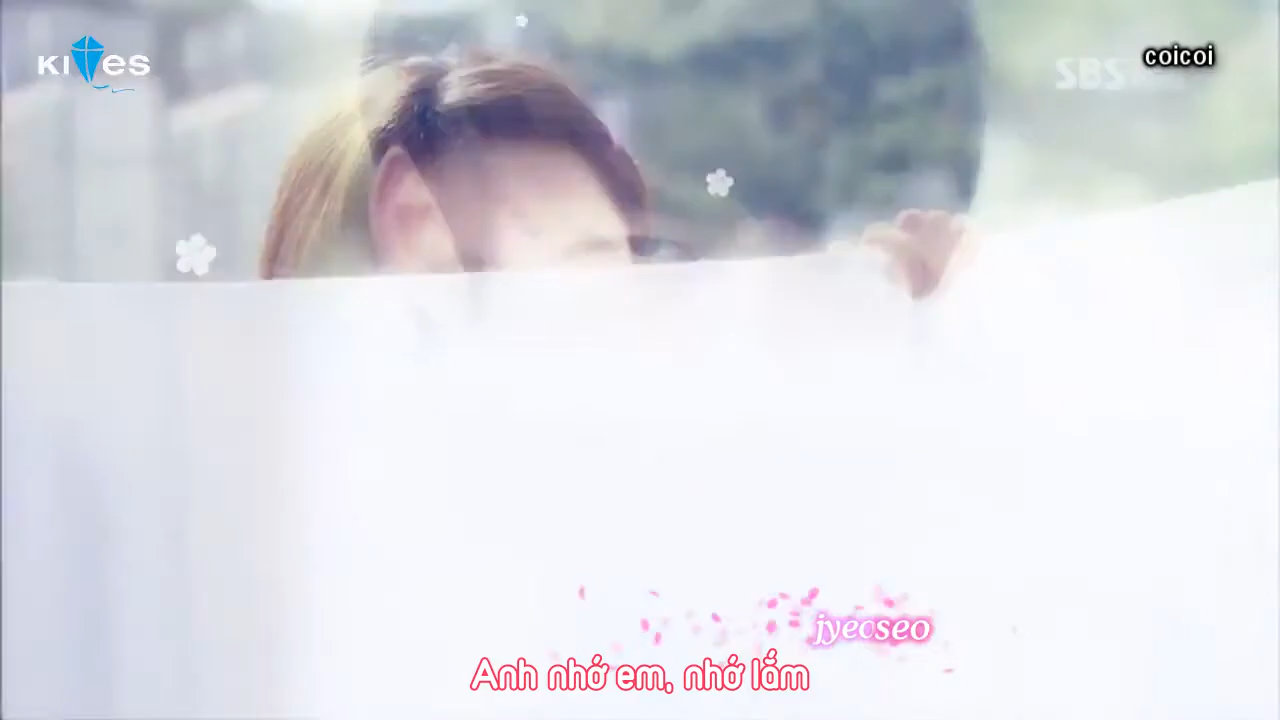 KITES
SBS
coicoi
jyeoseo
Anh nhớ em, nhớ lắm